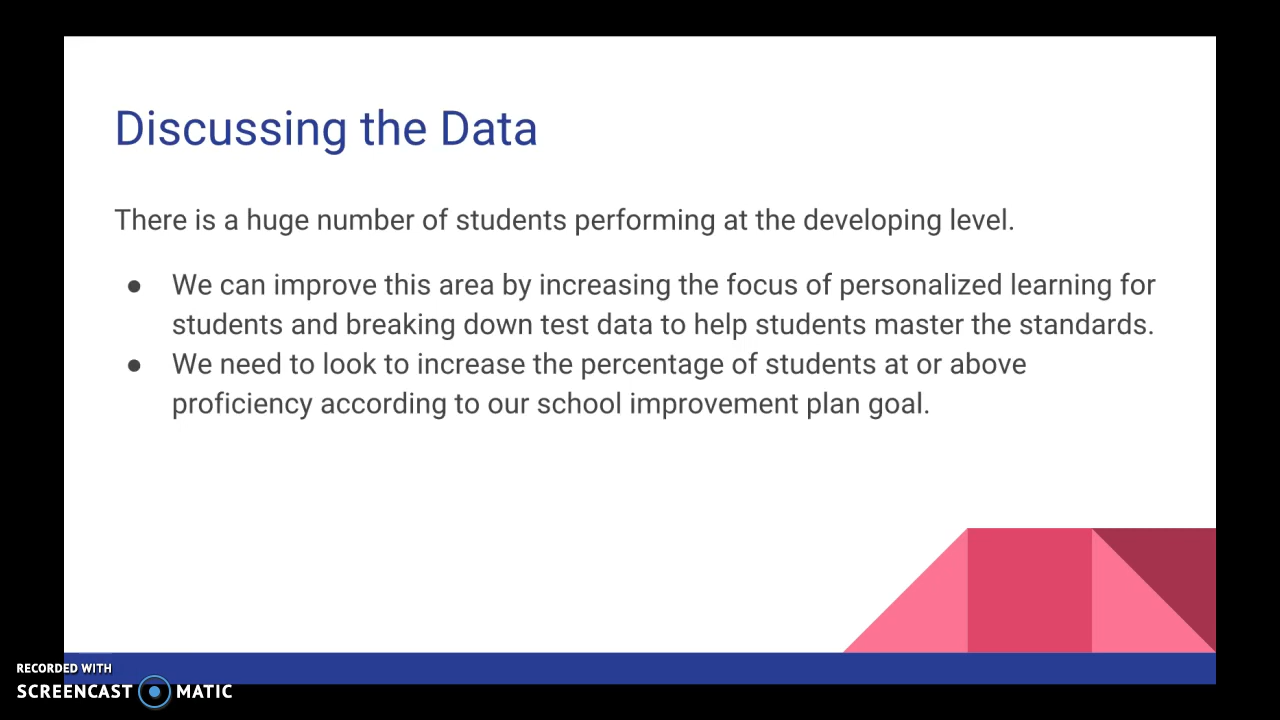 Discussing the Data
There is a huge number of students performing at the developing level.
● We can improve this area by increasing the focus of personalized learning for
students and breaking down test data to help students master the standards.
● We need to look to increase the percentage of students at or above
proficiency according to our school improvement plan goal.
RECORDED WITH
SCREENCAST MATIC